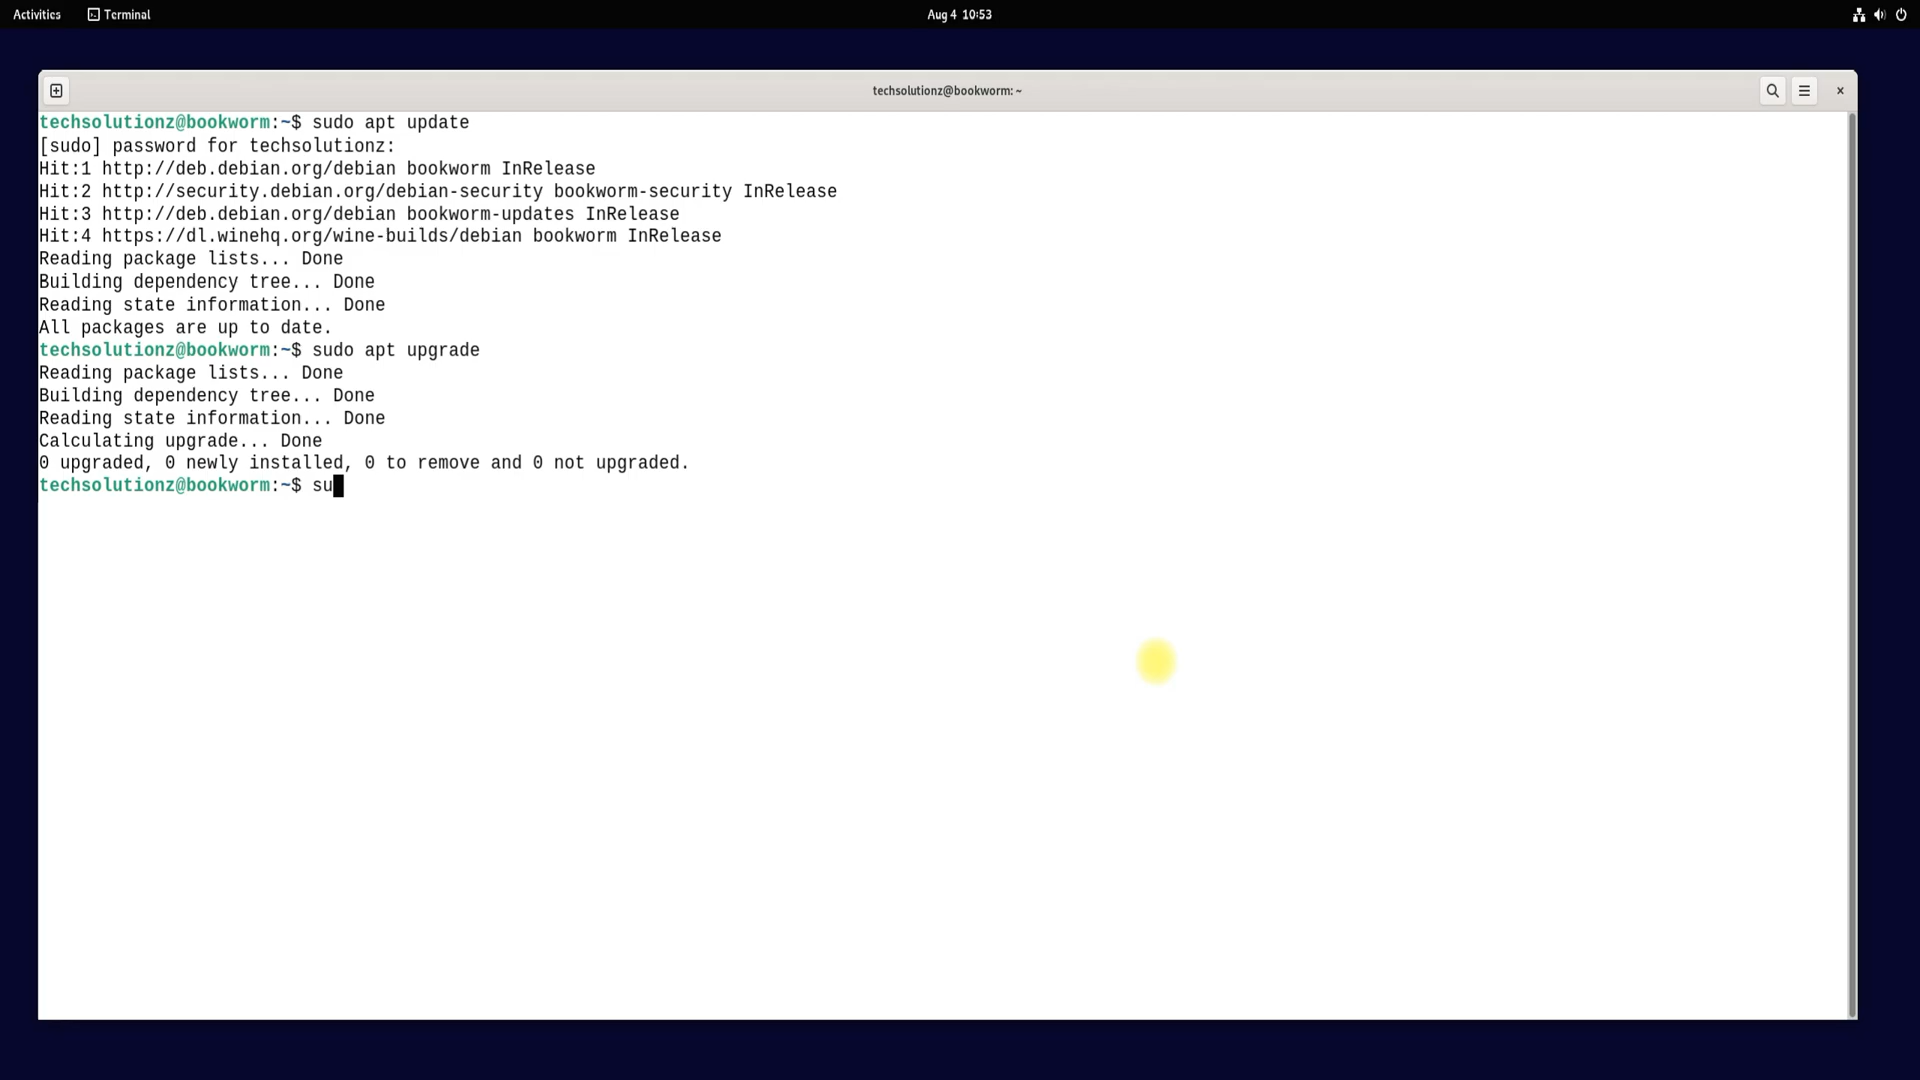 Activities Terminal Aug 4 10:53
techsolutionz@bookworm: ~
techsolutionz@bookworm:~$ sudo apt update
[sudo] password for techsolutionz:
Hit:1 http://deb.debian.org/debian bookworm InRelease
Hit:2 http://security.debian.org/debian-security bookworm-security InRelease
Hit:3 http://deb.debian.org/debian bookworm-updates InRelease
Hit:4 https://dl.winehq.org/wine-builds/debian bookworm InRelease
Reading package lists... Done
Building dependency tree... Done
Reading state information... Done
All packages are up to date.
techsolutionz@bookworm:~$ sudo apt upgrade
Reading package lists... Done
Building dependency tree... Done
Reading state information... Done
Calculating upgrade... Done
0 upgraded, 0 newly installed, 0 to remove and 0 not upgraded.
techsolutionz@bookworm:~$ su